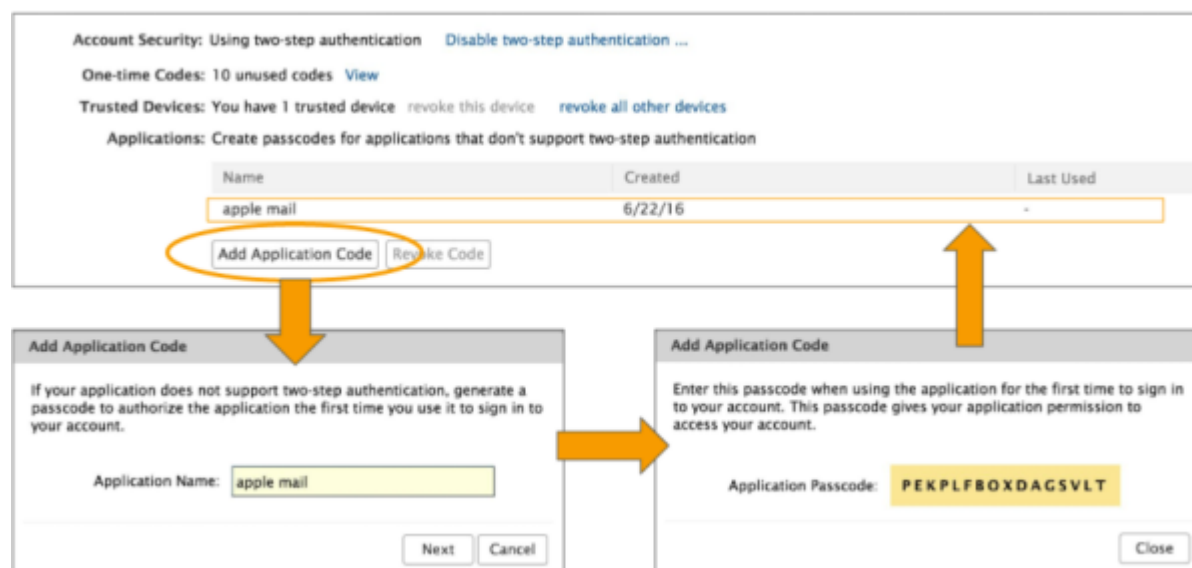 Account Security: Using two-step authentication Disable two-step authentication ...
One-time Codes: 10 unused codes View
Trusted Devices: You have 1 trusted device revoke this device revoke all other devices
Applications: Create passcodes for applications that don't support two-step authentication
Name Created Last Used
apple mail 6/22/16 -
Add Application Code Revoke Code
Add Application Code
If your application does not support two-step authentication, generate a
passcode to authorize the application the first time you use it to sign in to
your account.
Application Name: apple mail
Next Cancel
Add Application Code
Enter this passcode when using the application for the first time to sign in
to your account. This passcode gives your application permission to
access your account.
Application Passcode: PEKPLFBOXDAGSVLT
Close